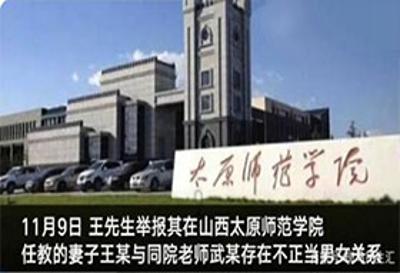 太原师范学院
11月9日 王先生举报其在山西太原师范学院
任教的妻子王某与同院老师武某存在不正当男女关系